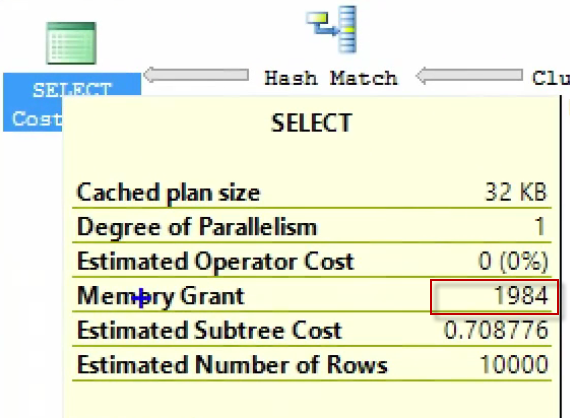 SELECT
Cost
Hash Match
Clu
SELECT
Cached plan size 32 KB
Degree of Parallelism 1
Estimated Operator Cost 0 (0%)
Memory Grant 1984
Estimated Subtree Cost 0.708776
Estimated Number of Rows 10000